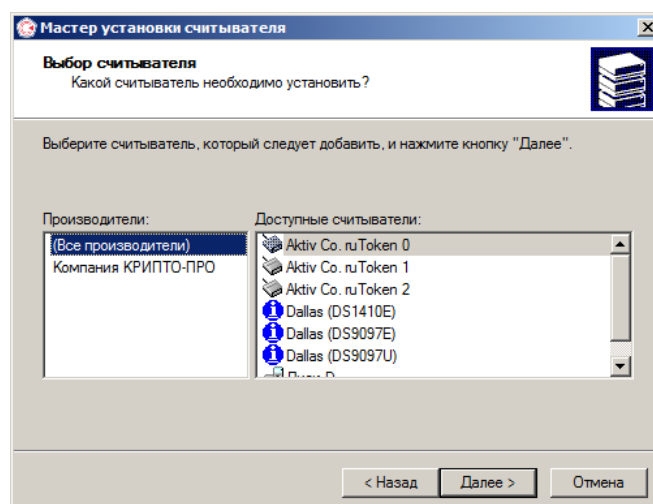 Мастер установки считывателя
Выбор считывателя
Какой считыватель необходимо установить?
Выберите считыватель, который следует добавить, и нажмите кнопку "Далее".
Производители:
(Все производители)
Компания КРИПТО-ПРО
Доступные считыватели:
Aktiv Co. ruToken 0
Aktiv Co. ruToken 1
Aktiv Co. ruToken 2
Dallas (DS1410E)
Dallas (DS9097E)
Dallas (DS9097U)
< Назад
Далее >
Отмена